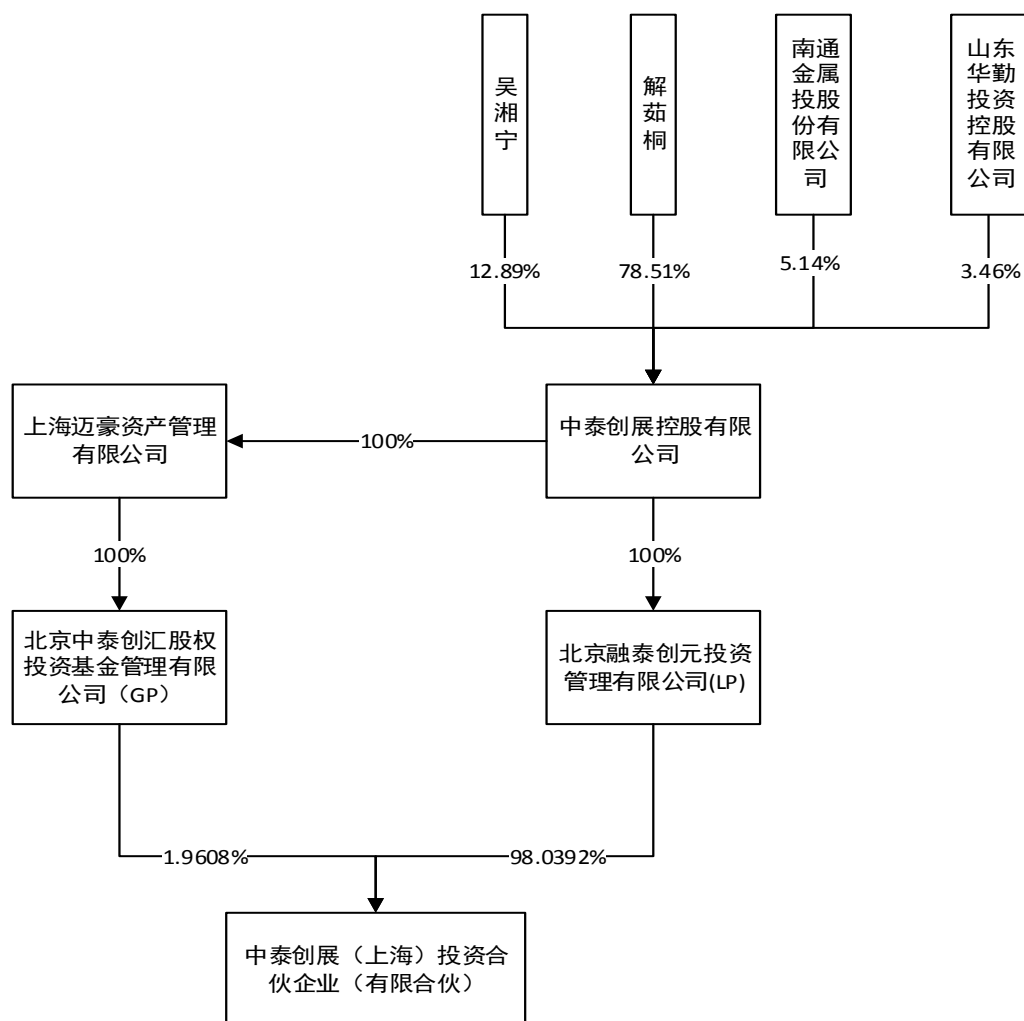 吴
湘
宁
解
茹
桐
南通
金属
投股
份有
限公
司
山东
华勤
投资
控股
有限
公司
12.89%
78.51%
5.14%
3.46%
上海迈豪资产管理
有限公司
100%
中泰创展控股有限
公司
100%
100%
北京中泰创汇股权
投资基金管理有限
公司（GP）
北京融泰创元投资
管理有限公司(LP)
1.9608%
98.0392%
中泰创展（上海）投资合
伙企业（有限合伙）